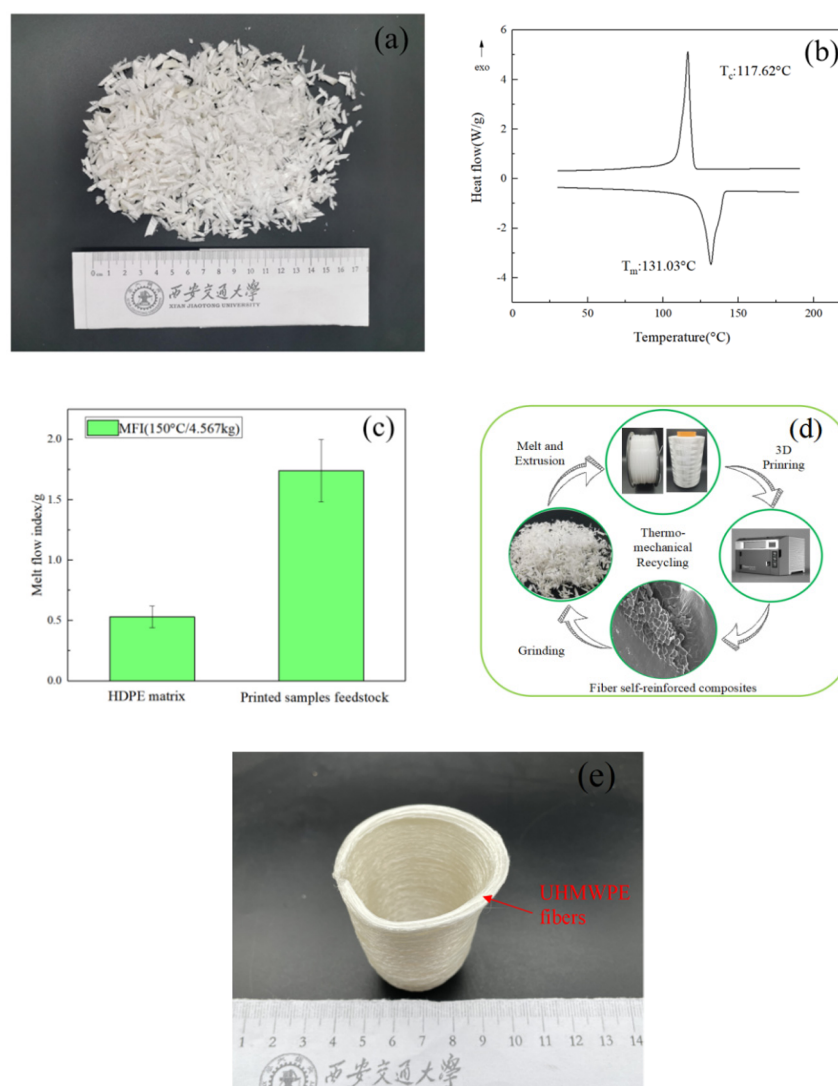 (a)
0 cm 1 2 3 4 5 6 7 8 9 10 11 12 13 14 15 16 17
西安交通大學
XI'AN JIAOTONG UNIVERSITY
(b)
exo
Heat flow(W/g)
6
4
2
0
-2
-4
Tc:117.62°C
Tm:131.03°C
0 50 100 150 200
Temperature(°C)
(c)
MFI(150°C/4.567kg)
Melt flow index/g
2.0
1.5
1.0
0.5
0.0
HDPE matrix
Printed samples feedstock
(d)
Melt and
Extrusion
3D
Prinring
Thermo-
mechanical
Recycling
Grinding
Fiber self-reinforced composites
(e)
UHMWPE
fibers
1 2 3 4 5 6 7 8 9 10 11 12 13 14
西安交通大學